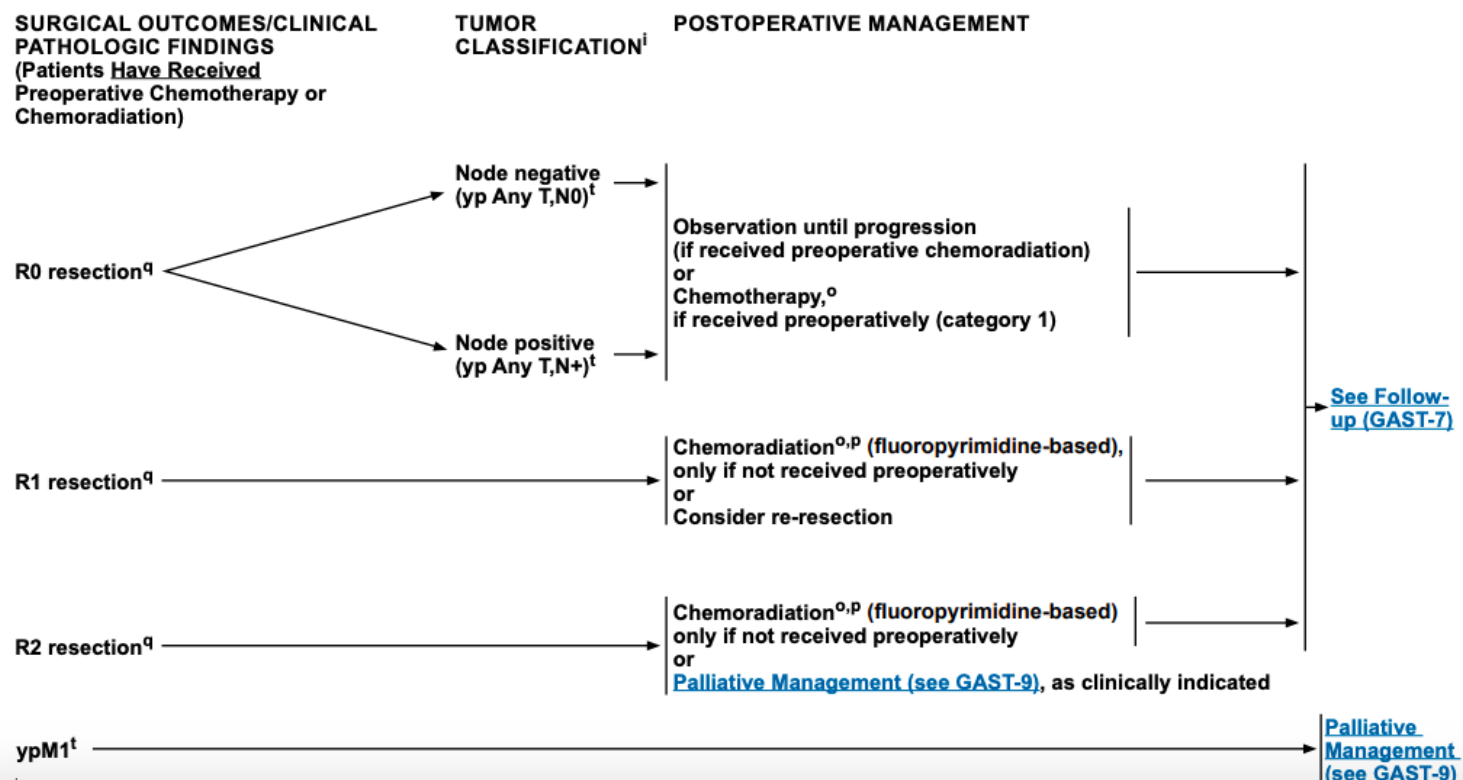 SURGICAL OUTCOMES/CLINICAL
PATHOLOGIC FINDINGS
(Patients Have Received
Preoperative Chemotherapy or
Chemoradiation)
TUMOR
CLASSIFICATIONⁱ
POSTOPERATIVE MANAGEMENT
R0 resectionq
Node negative
(yp Any T,N0)t
Node positive
(yp Any T,N+)t
Observation until progression
(if received preoperative chemoradiation)
or
Chemotherapy,o
if received preoperatively (category 1)
R1 resectionq
Chemoradiationo,p (fluoropyrimidine-based),
only if not received preoperatively
or
Consider re-resection
See Follow-
up (GAST-7)
R2 resectionq
Chemoradiationo,p (fluoropyrimidine-based)
only if not received preoperatively
or
Palliative Management (see GAST-9), as clinically indicated
ypM1t
Palliative
Management
(see GAST-9)